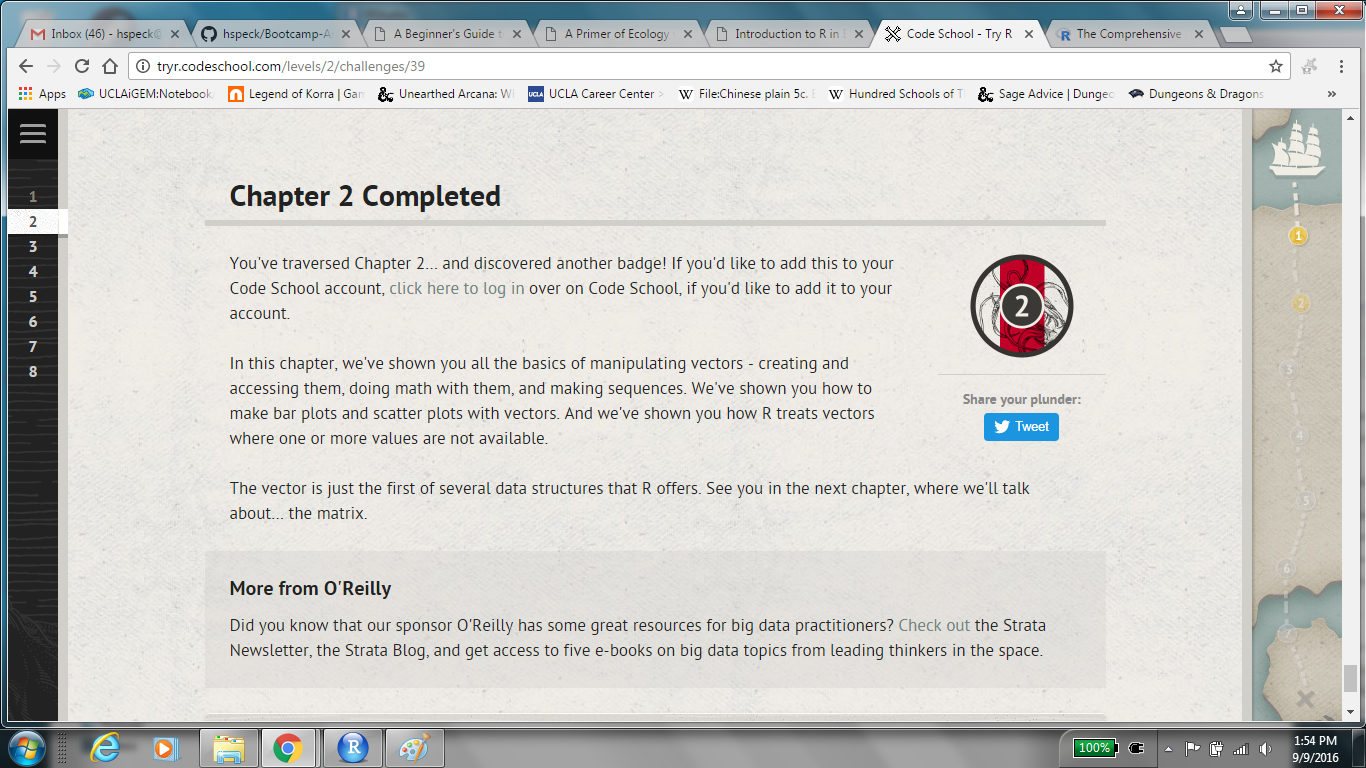 Inbox (46) - hspeck@
hspeck/Bootcamp-As
A Beginner's Guide t
A Primer of Ecology
Introduction to R in
Code School - Try R
The Comprehensive
tryr.codeschool.com/levels/2/challenges/39
Apps
UCLAiGEM:Notebook/
Legend of Korra | Gam
Unearthed Arcana: W
UCLA Career Center >
File:Chinese plain 5c.
Hundred Schools of T
Sage Advice | Dungeo
Dungeons & Dragons
»
1
2
3
4
5
6
7
8
Chapter 2 Completed
You've traversed Chapter 2... and discovered another badge! If you'd like to add this to your
Code School account, click here to log in over on Code School, if you'd like to add it to your
account.
In this chapter, we've shown you all the basics of manipulating vectors - creating and
accessing them, doing math with them, and making sequences. We've shown you how to
make bar plots and scatter plots with vectors. And we've shown you how R treats vectors
where one or more values are not available.
The vector is just the first of several data structures that R offers. See you in the next chapter, where we'll talk
about... the matrix.
2
Share your plunder:
Tweet
More from O'Reilly
Did you know that our sponsor O'Reilly has some great resources for big data practitioners? Check out the Strata
Newsletter, the Strata Blog, and get access to five e-books on big data topics from leading thinkers in the space.
1
2
3
4
5
6
7
100%
1:54 PM
9/9/2016